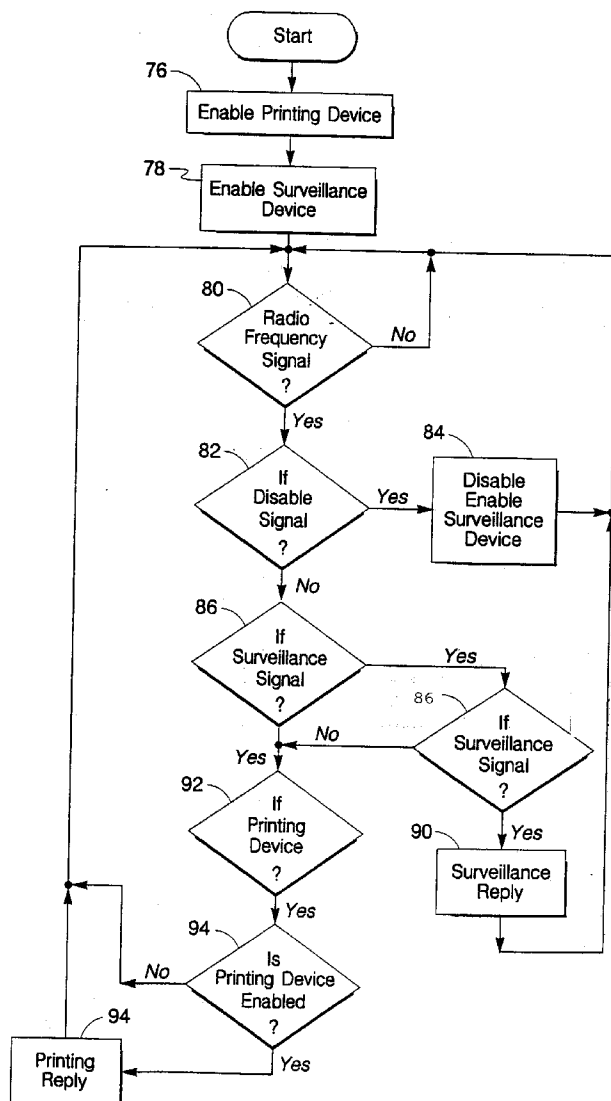 Start
76
Enable Printing Device
78
Enable Surveillance
Device
80
Radio
Frequency
Signal
?
No
Yes
82
If
Disable
Signal
?
Yes
84
Disable
Enable
Surveillance
Device
No
86
If
Surveillance
Signal
?
Yes
86
If
Surveillance
Signal
?
No
Yes
92
If
Printing
Device
?
Yes
90
Surveillance
Reply
Yes
94
Is
Printing Device
Enabled
?
No
Yes
94
Printing
Reply